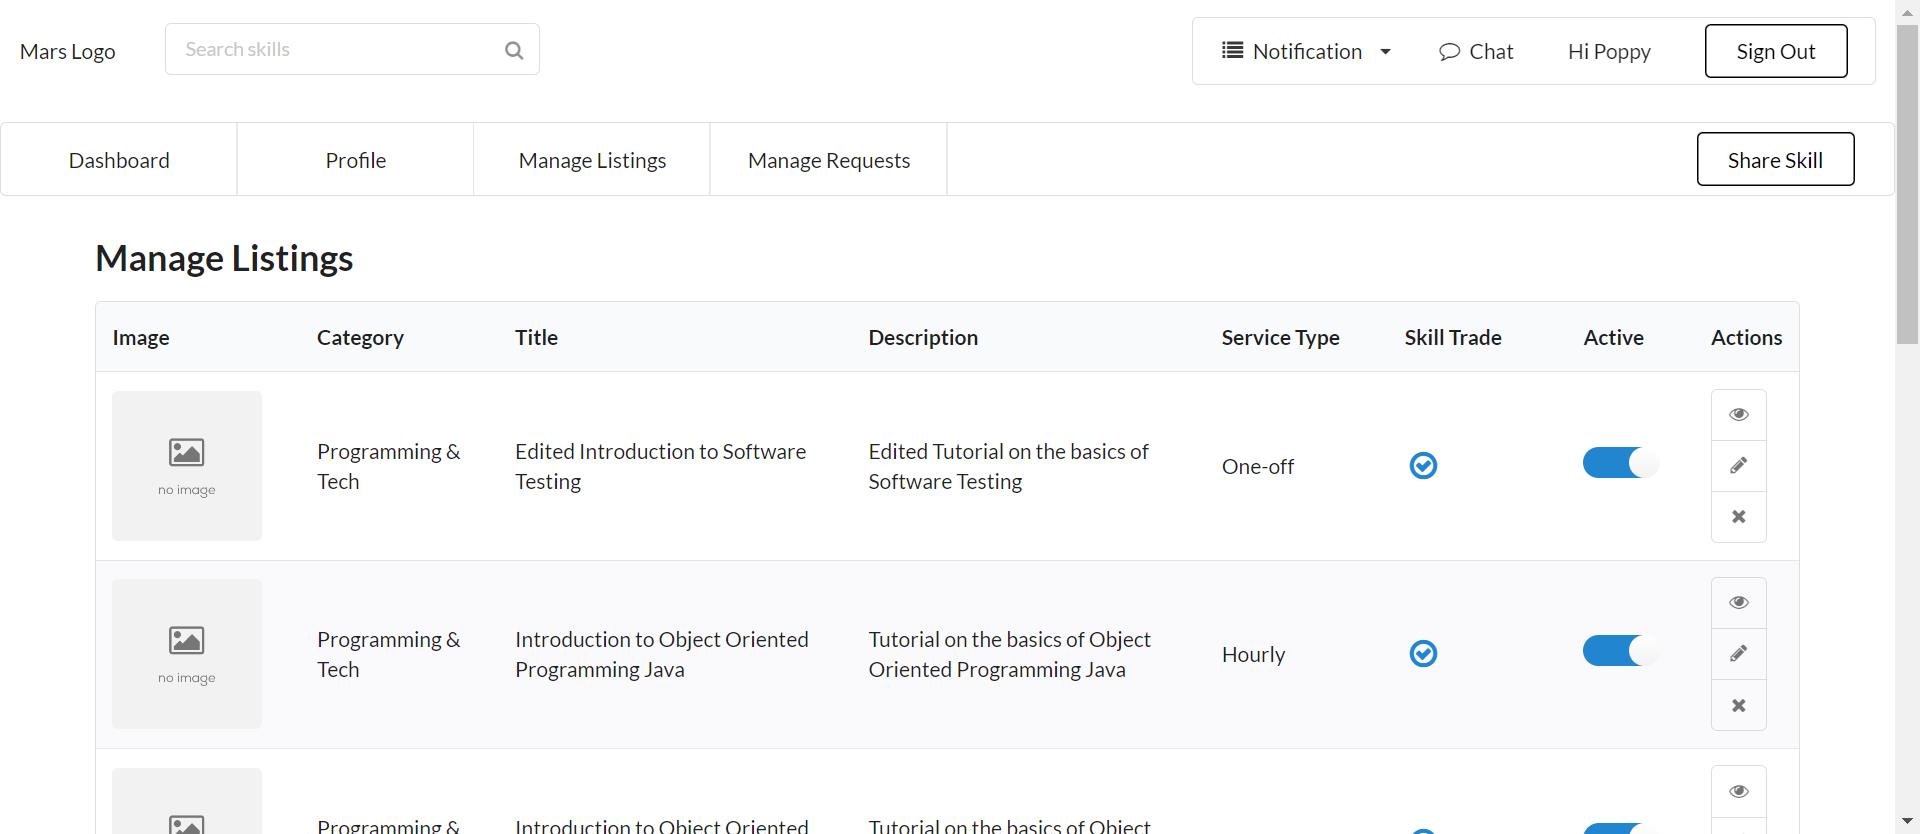 Mars Logo
Search skills
Notification
Chat
Hi Poppy
Sign Out
Dashboard
Profile
Manage Listings
Manage Requests
Share Skill
Manage Listings
Image
Category
Title
Description
Service Type
Skill Trade
Active
Actions
no image
Programming &
Tech
Edited Introduction to Software
Testing
Edited Tutorial on the basics of
Software Testing
One-off
no image
Programming &
Tech
Introduction to Object Oriented
Programming Java
Tutorial on the basics of Object
Oriented Programming Java
Hourly
Programming &
Introduction to Object Oriented
Tutorial on the basics of Object